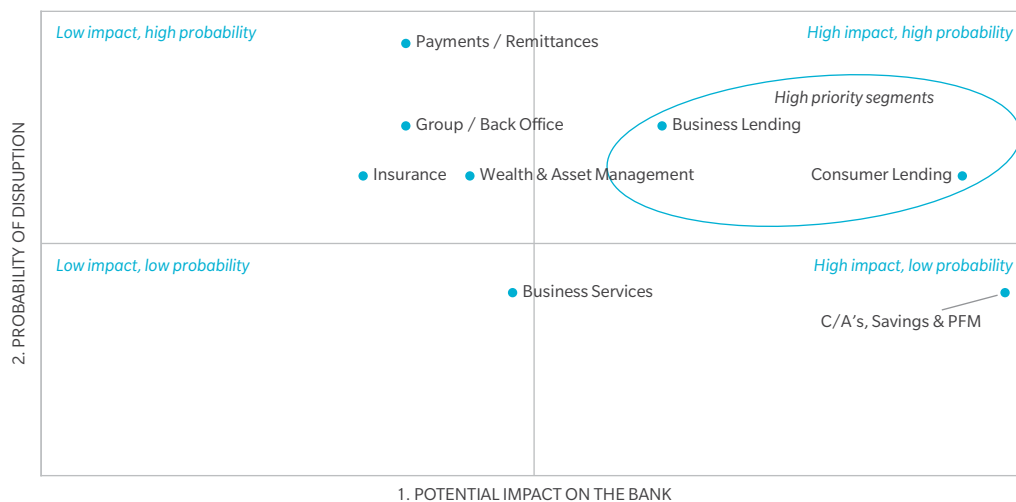 Low impact, high probability
Payments / Remittances
High impact, high probability
High priority segments
Group / Back Office
Business Lending
Insurance
Wealth & Asset Management
Consumer Lending
2. PROBABILITY OF DISRUPTION
Low impact, low probability
High impact, low probability
Business Services
C/A's, Savings & PFM
1. POTENTIAL IMPACT ON THE BANK